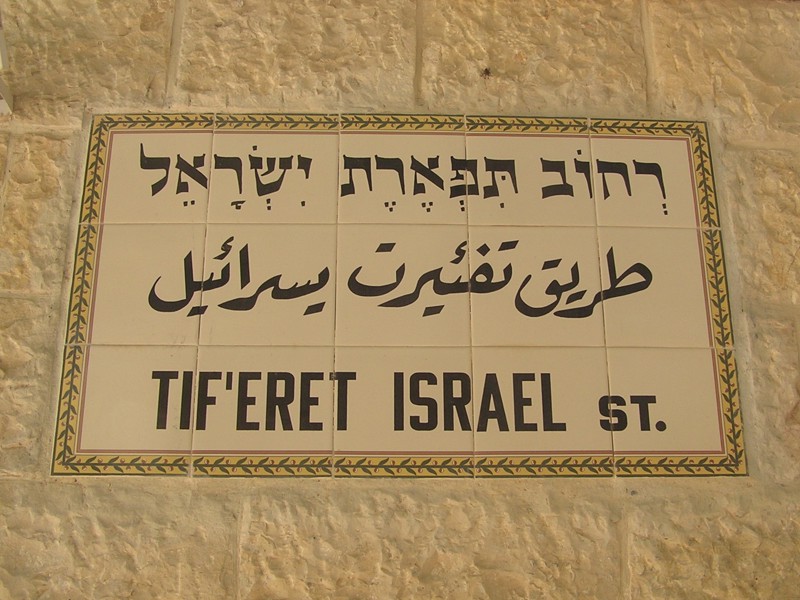 רְחוֹב תִּפְאֶרֶת יִשְׂרָאֵל
طريق تفئيرت يسرائيل
TIF'ERET ISRAEL ST.